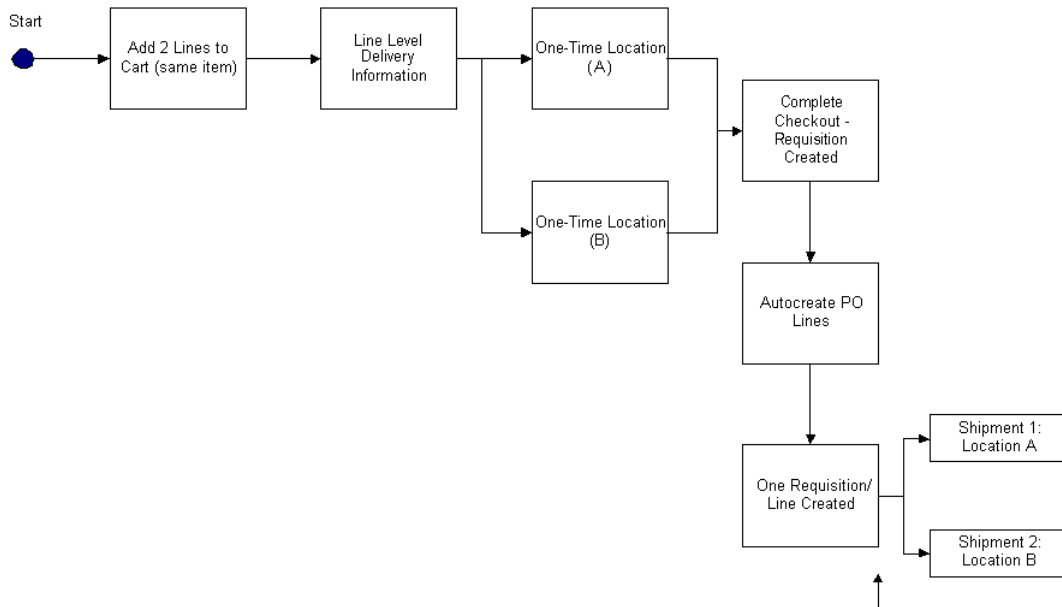 Start
Add 2 Lines to
Cart (same item)
Line Level
Delivery
Information
One-Time Location
(A)
One-Time Location
(B)
Complete
Checkout -
Requisition
Created
Autocreate PO
Lines
One Requisition/
Line Created
Shipment 1:
Location A
Shipment 2:
Location B